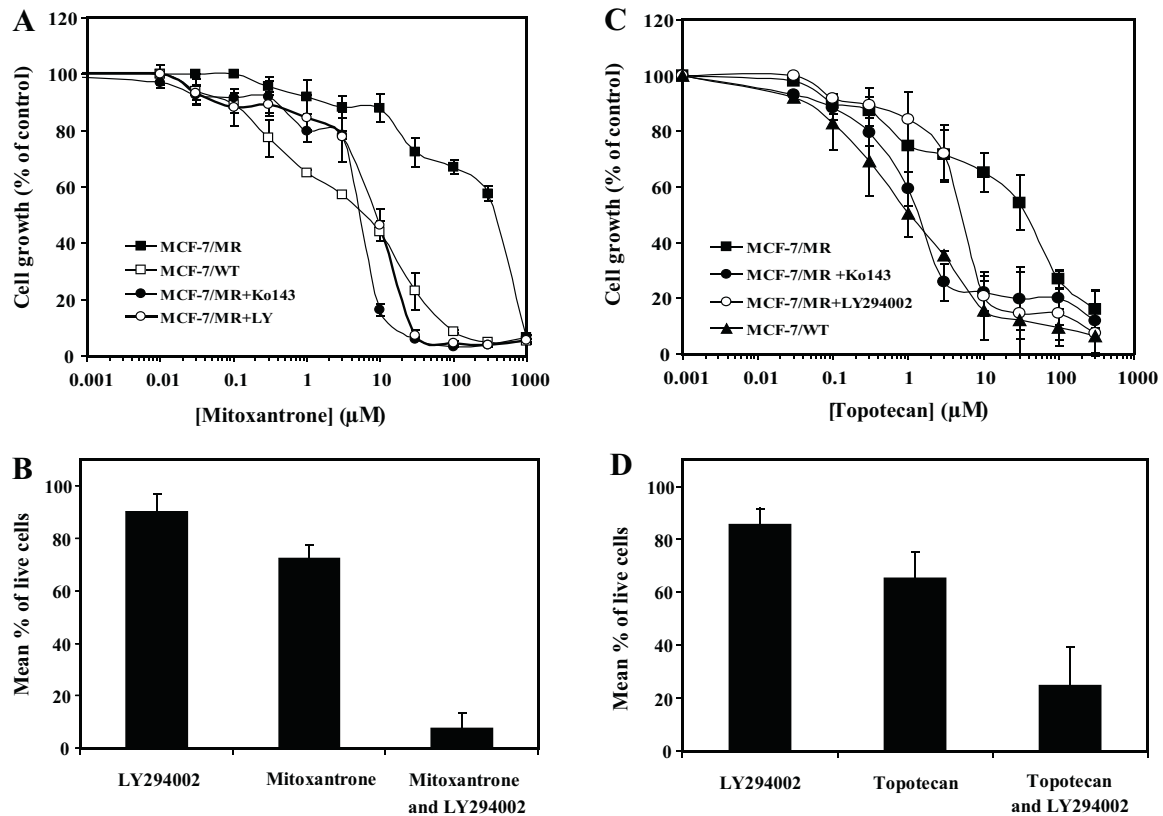 A
120
100
80
60
40
20
0
Cell growth (% of control)
MCF-7/MR
MCF-7/WT
MCF-7/MR+Ko143
MCF-7/MR+LY
0.001 0.01 0.1 1 10 100 1000
[Mitoxantrone] (µM)
C
120
100
80
60
40
20
0
Cell growth (% of control)
MCF-7/MR
MCF-7/MR +Ko143
MCF-7/MR+LY294002
MCF-7/WT
0.001 0.01 0.1 1 10 100 1000
[Topotecan] (µM)
B
100
80
60
40
20
0
Mean % of live cells
LY294002 Mitoxantrone Mitoxantrone
and LY294002
D
100
80
60
40
20
0
Mean % of live cells
LY294002 Topotecan Topotecan
and LY294002